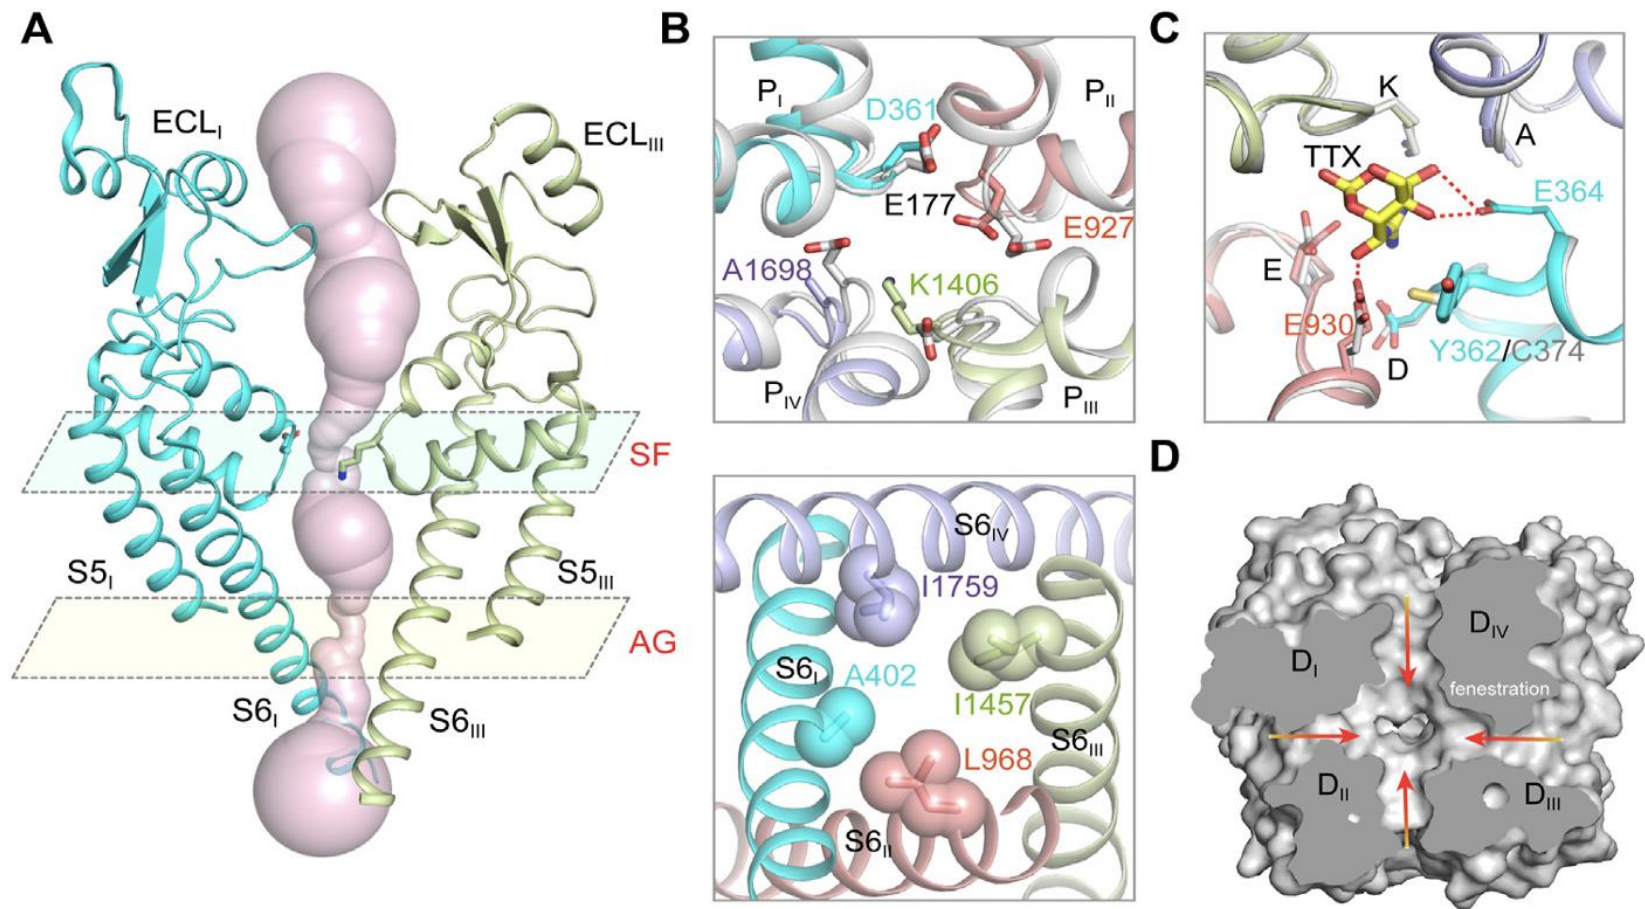 A
ECL_I
ECL_III
SF
S5_I
S5_III
AG
S6_I
S6_III
B
P_I
P_II
D361
E177
E927
A1698
K1406
P_IV
P_III
S6_IV
I1759
S6_I
A402
I1457
S6_III
L968
S6_II
C
K
A
TTX
E364
E
E930
Y362/C374
D
D
D_IV
D_I
fenestration
D_II
D_III